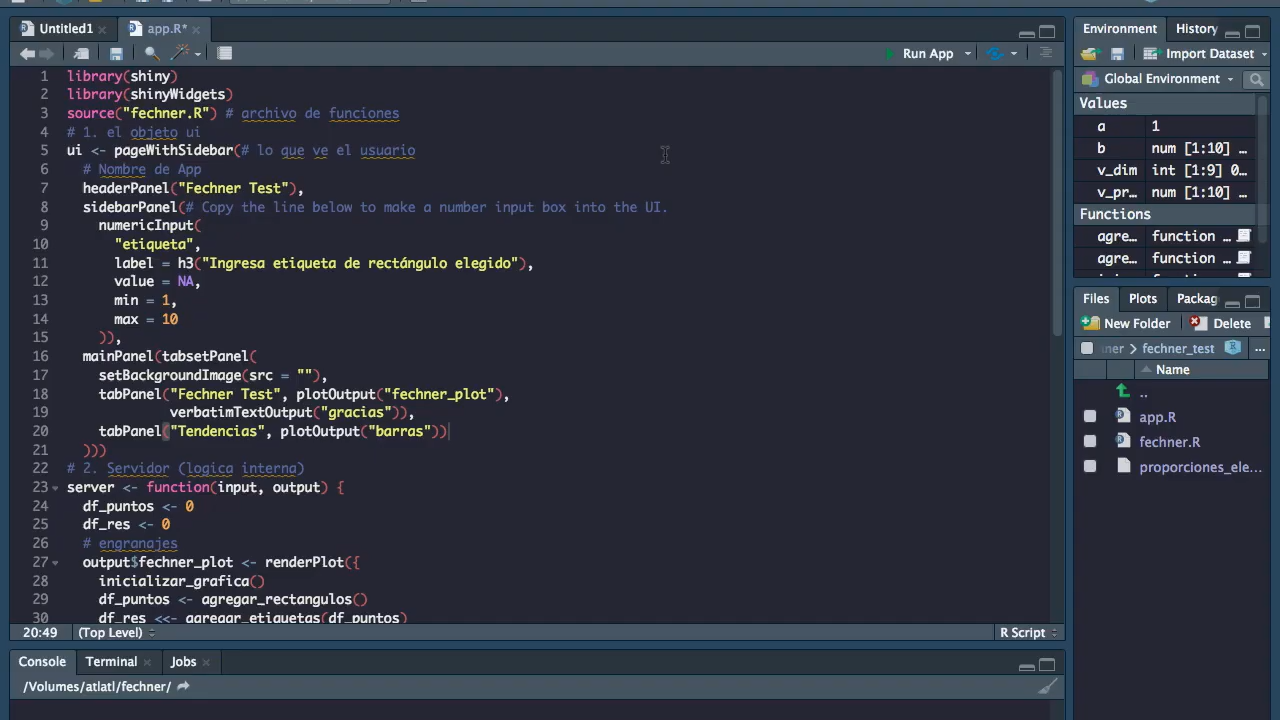 Untitled1
app.R*
Run App
1 library(shiny)
2 library(shinyWidgets)
3 source("fechner.R") # archivo de funciones
4 # 1. el objeto ui
5 ui <- pageWithSidebar(# lo que ve el usuario
6 # Nombre de App
7 headerPanel("Fechner Test"),
8 sidebarPanel(# Copy the line below to make a number input box into the UI.
9 numericInput(
10 "etiqueta",
11 label = h3("Ingresa etiqueta de rectángulo elegido"),
12 value = NA,
13 min = 1,
14 max = 10
15 )),
16 mainPanel(tabsetPanel(
17 setBackgroundImage(src = ""),
18 tabPanel("Fechner Test", plotOutput("fechner_plot"),
19 verbatimTextOutput("gracias")),
20 tabPanel("Tendencias", plotOutput("barras"))
21 )))
22 # 2. Servidor (logica interna)
23 server <- function(input, output) {
24 df_puntos <- 0
25 df_res <- 0
26 # engranajes
27 output$fechner_plot <- renderPlot({
28 inicializar_grafica()
29 df_puntos <- agregar_rectangulos()
30 df_res <<- agregar_etiquetas(df_puntos)
20:49 (Top Level) R Script
Console Terminal Jobs
/Volumes/atlatl/fechner/
Environment History
Import Dataset
Global Environment
Values
a 1
b num [1:10] …
v_dim int [1:9] 0…
v_pr… num [1:10] …
Functions
agre… function …
agre… function …
Files Plots Packag
New Folder Delete
ner > fechner_test ...
Name
..
app.R
fechner.R
proporciones_ele…